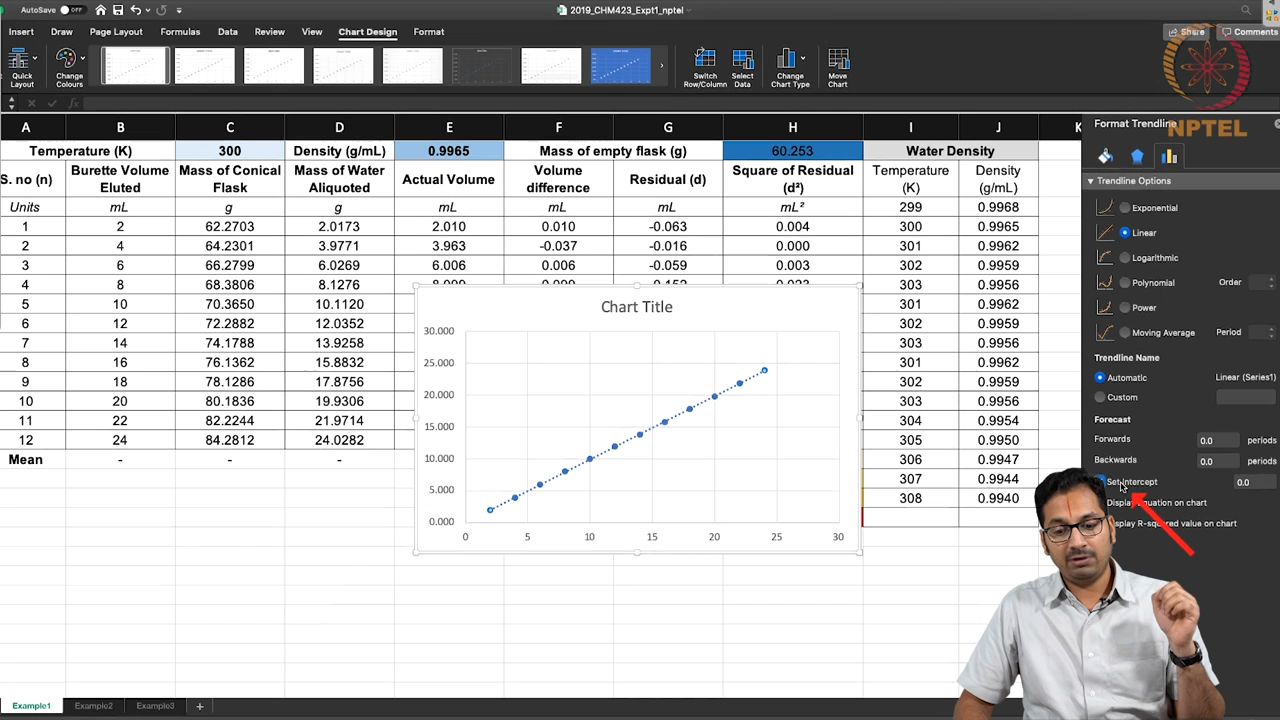 AutoSave OFF 2019_CHM423_Expt1_nptel
Insert Draw Page Layout Formulas Data Review View Chart Design Format Share Comments
Quick Layout Change Colours Switch Row/Column Select Data Change Chart Type Move Chart
fx
A B C D E F G H I J K
Temperature (K) 300 Density (g/mL) 0.9965 Mass of empty flask (g) 60.253 Water Density
S. no (n) Burette Volume Eluted Mass of Conical Flask Mass of Water Aliquoted Actual Volume Volume difference Residual (d) Square of Residual (d²) Temperature (K) Density (g/mL)
Units mL g g mL mL mL mL² 299 0.9968
1 2 62.2703 2.0173 2.010 0.010 -0.063 0.004 300 0.9965
2 4 64.2301 3.9771 3.963 -0.037 -0.016 0.000 301 0.9962
3 6 66.2799 6.0269 6.006 0.006 -0.059 0.003 302 0.9959
4 8 68.3806 8.1276 303 0.9956
5 10 70.3650 10.1120 301 0.9962
6 12 72.2882 12.0352 302 0.9959
7 14 74.1788 13.9258 303 0.9956
8 16 76.1362 15.8832 301 0.9962
9 18 78.1286 17.8756 302 0.9959
10 20 80.1836 19.9306 303 0.9956
11 22 82.2244 21.9714 304 0.9954
12 24 84.2812 24.0282 305 0.9950
Mean - - - 306 0.9947
307 0.9944
308 0.9940
Chart Title
30.000
25.000
20.000
15.000
10.000
5.000
0.000
0 5 10 15 20 25 30
NPTEL
Format Trendline
Trendline Options
Exponential
Linear
Logarithmic
Polynomial Order
Power
Moving Average Period
Trendline Name
Automatic Linear (Series1)
Custom
Forecast
Forwards 0.0 periods
Backwards 0.0 periods
Set Intercept 0.0
Display Equation on chart
R-squared value on chart
Example1 Example2 Example3 +